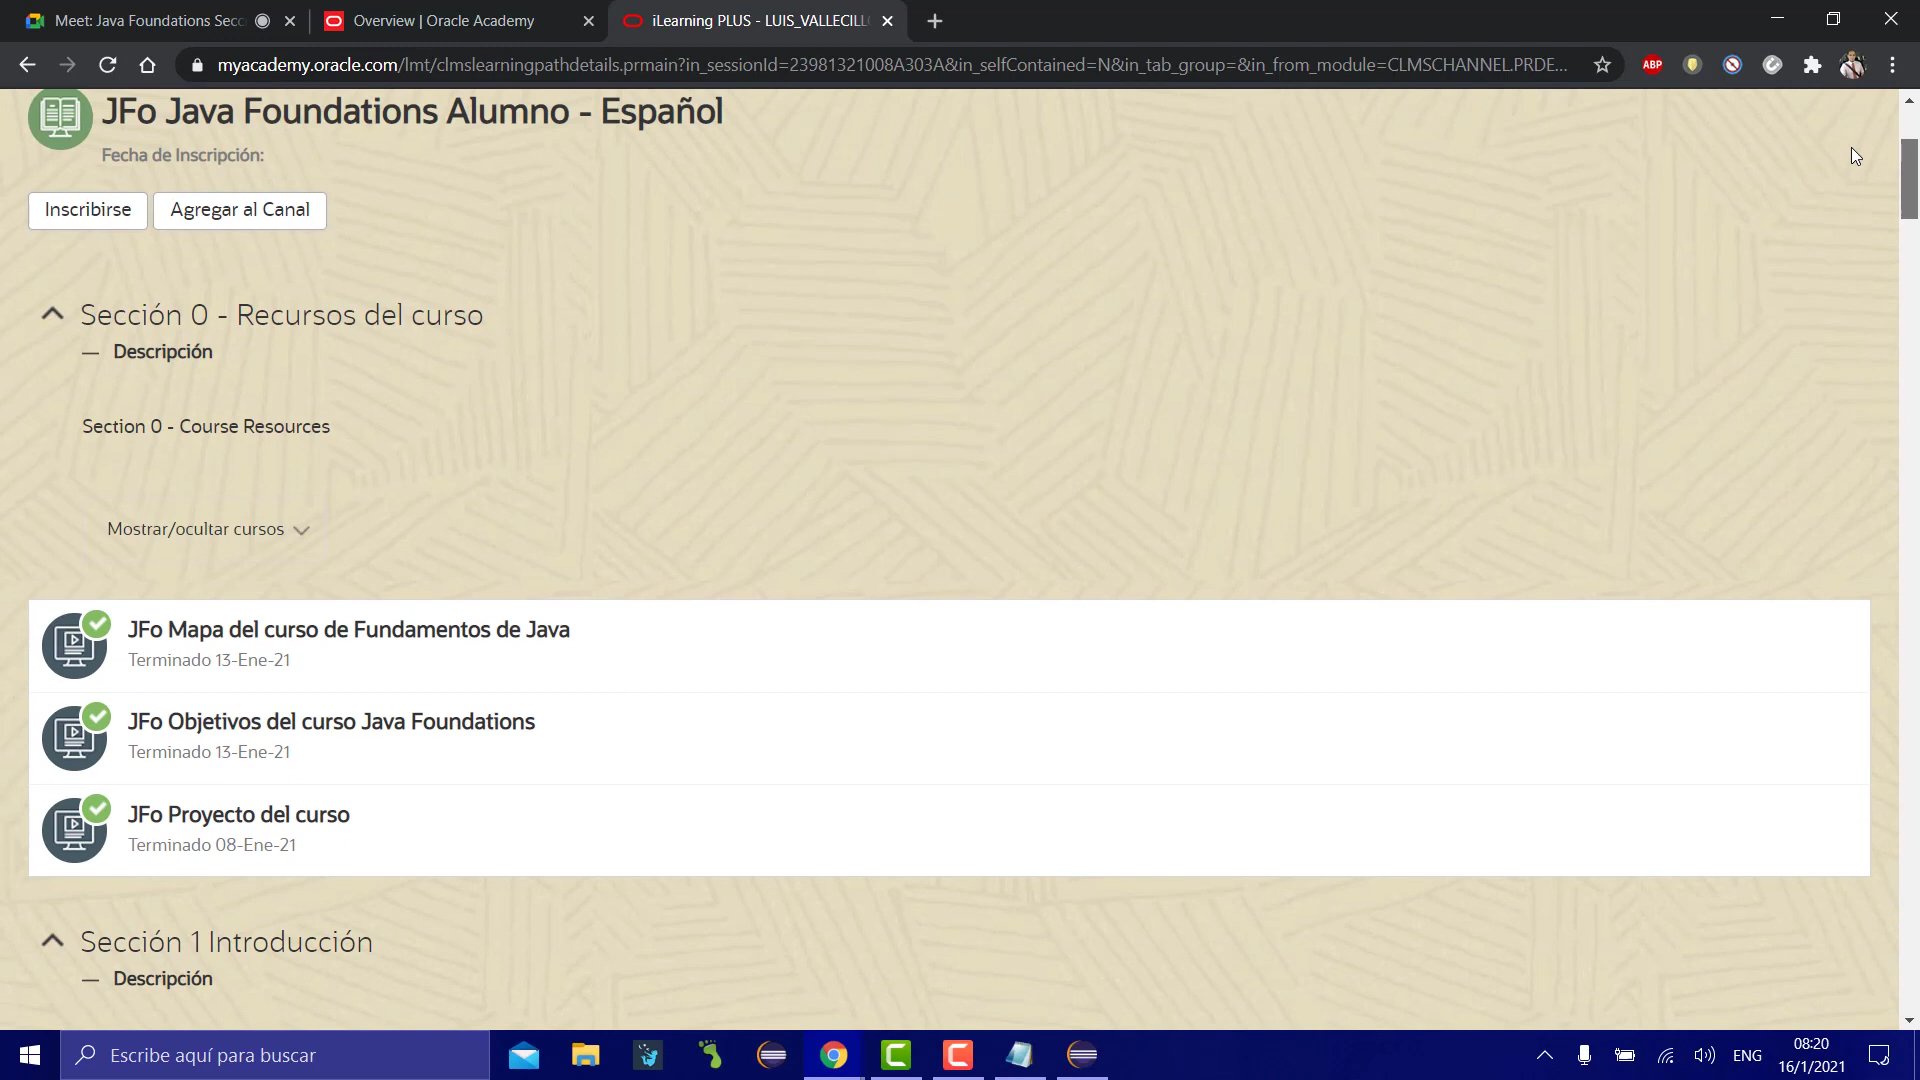 Meet: Java Foundations Secc
Overview | Oracle Academy
iLearning PLUS - LUIS_VALLECILL
myacademy.oracle.com/lmt/clmslearningpathdetails.prmain?in_sessionId=23981321008A303A&in_selfContained=N&in_tab_group=&in_from_module=CLMSCHANNEL.PRDE...
ABP
JFo Java Foundations Alumno - Español
Fecha de Inscripción:
Inscribirse
Agregar al Canal
Sección 0 - Recursos del curso
— Descripción
Section 0 - Course Resources
Mostrar/ocultar cursos
JFo Mapa del curso de Fundamentos de Java
Terminado 13-Ene-21
JFo Objetivos del curso Java Foundations
Terminado 13-Ene-21
JFo Proyecto del curso
Terminado 08-Ene-21
Sección 1 Introducción
— Descripción
Escribe aquí para buscar
ENG
08:20
16/1/2021